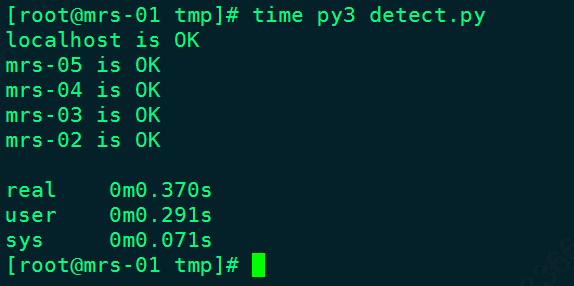 [root@mrs-01 tmp]# time py3 detect.py
localhost is OK
mrs-05 is OK
mrs-04 is OK
mrs-03 is OK
mrs-02 is OK

real    0m0.370s
user    0m0.291s
sys     0m0.071s
[root@mrs-01 tmp]#